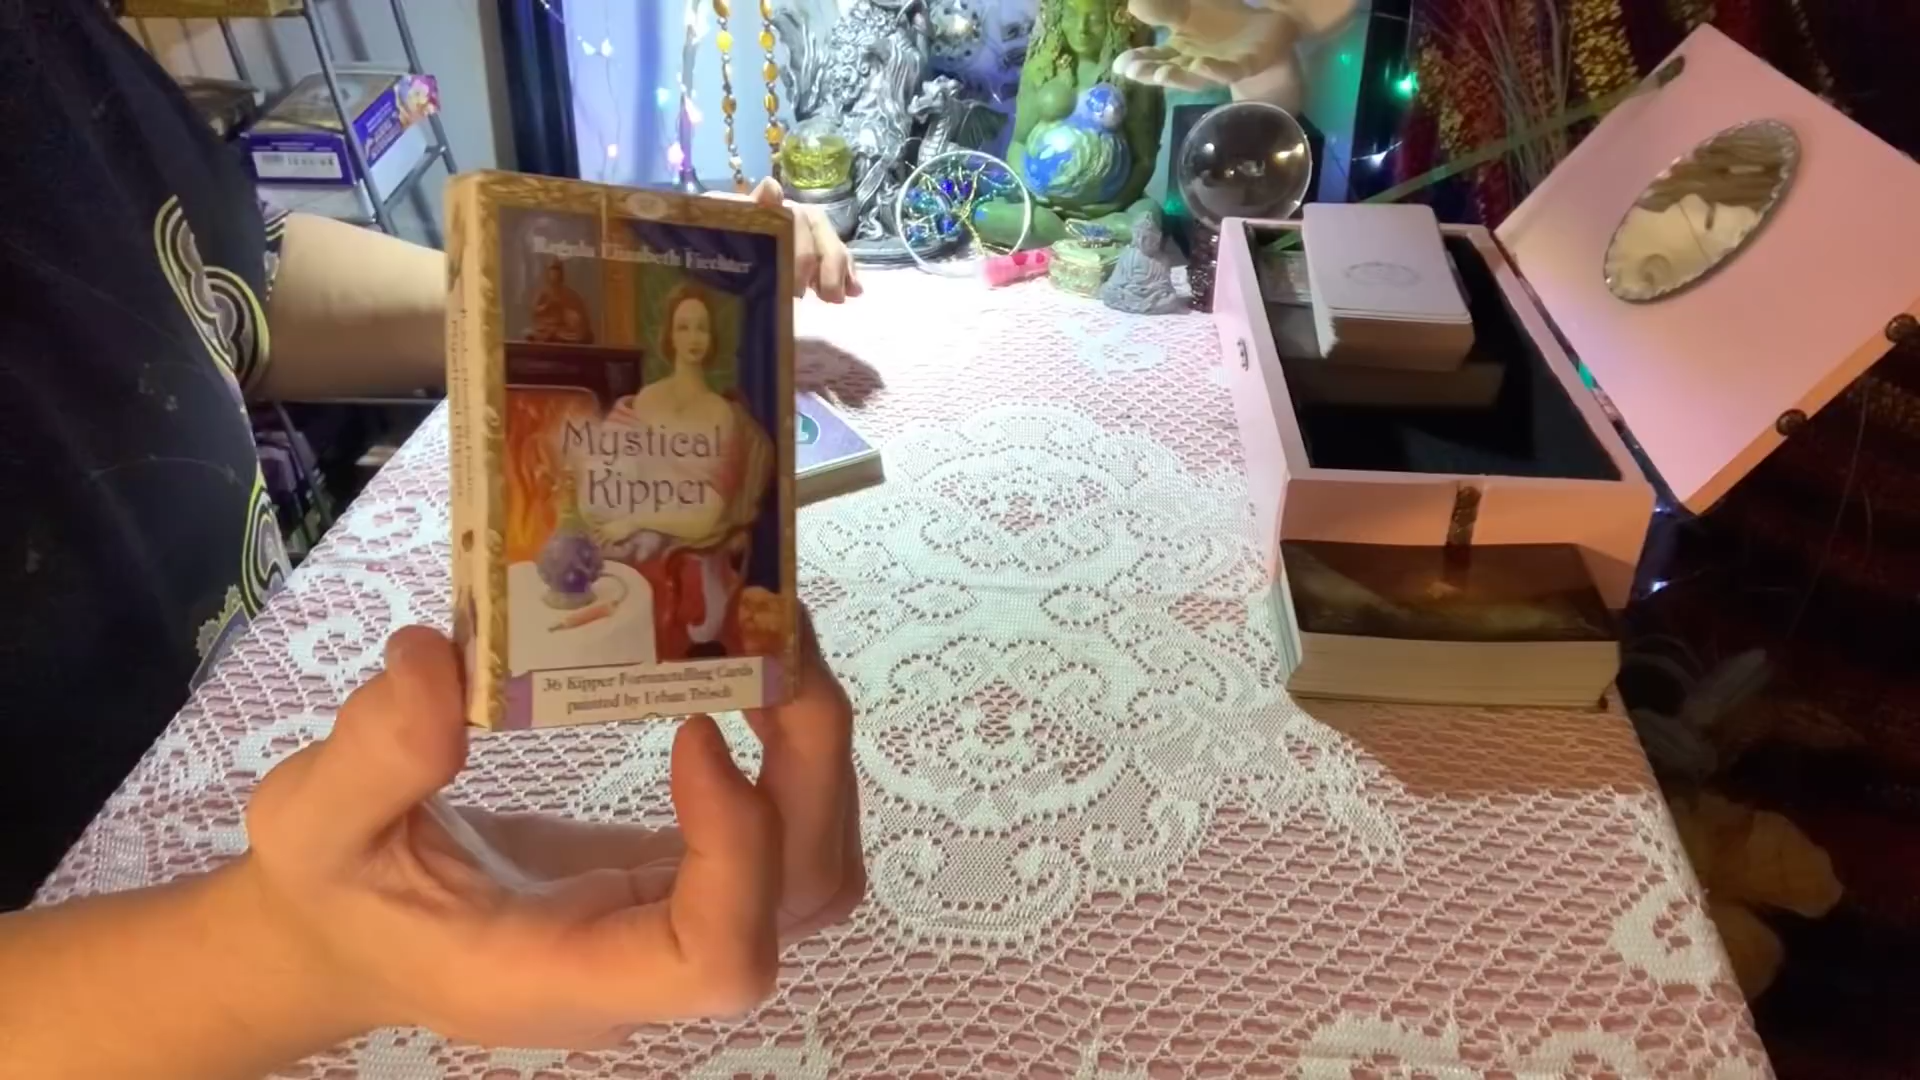 Regula Elisabeth Fiechter
Mystical
Kipper
36 Kipper Fortunetelling Cards
painted by Urban Trösch